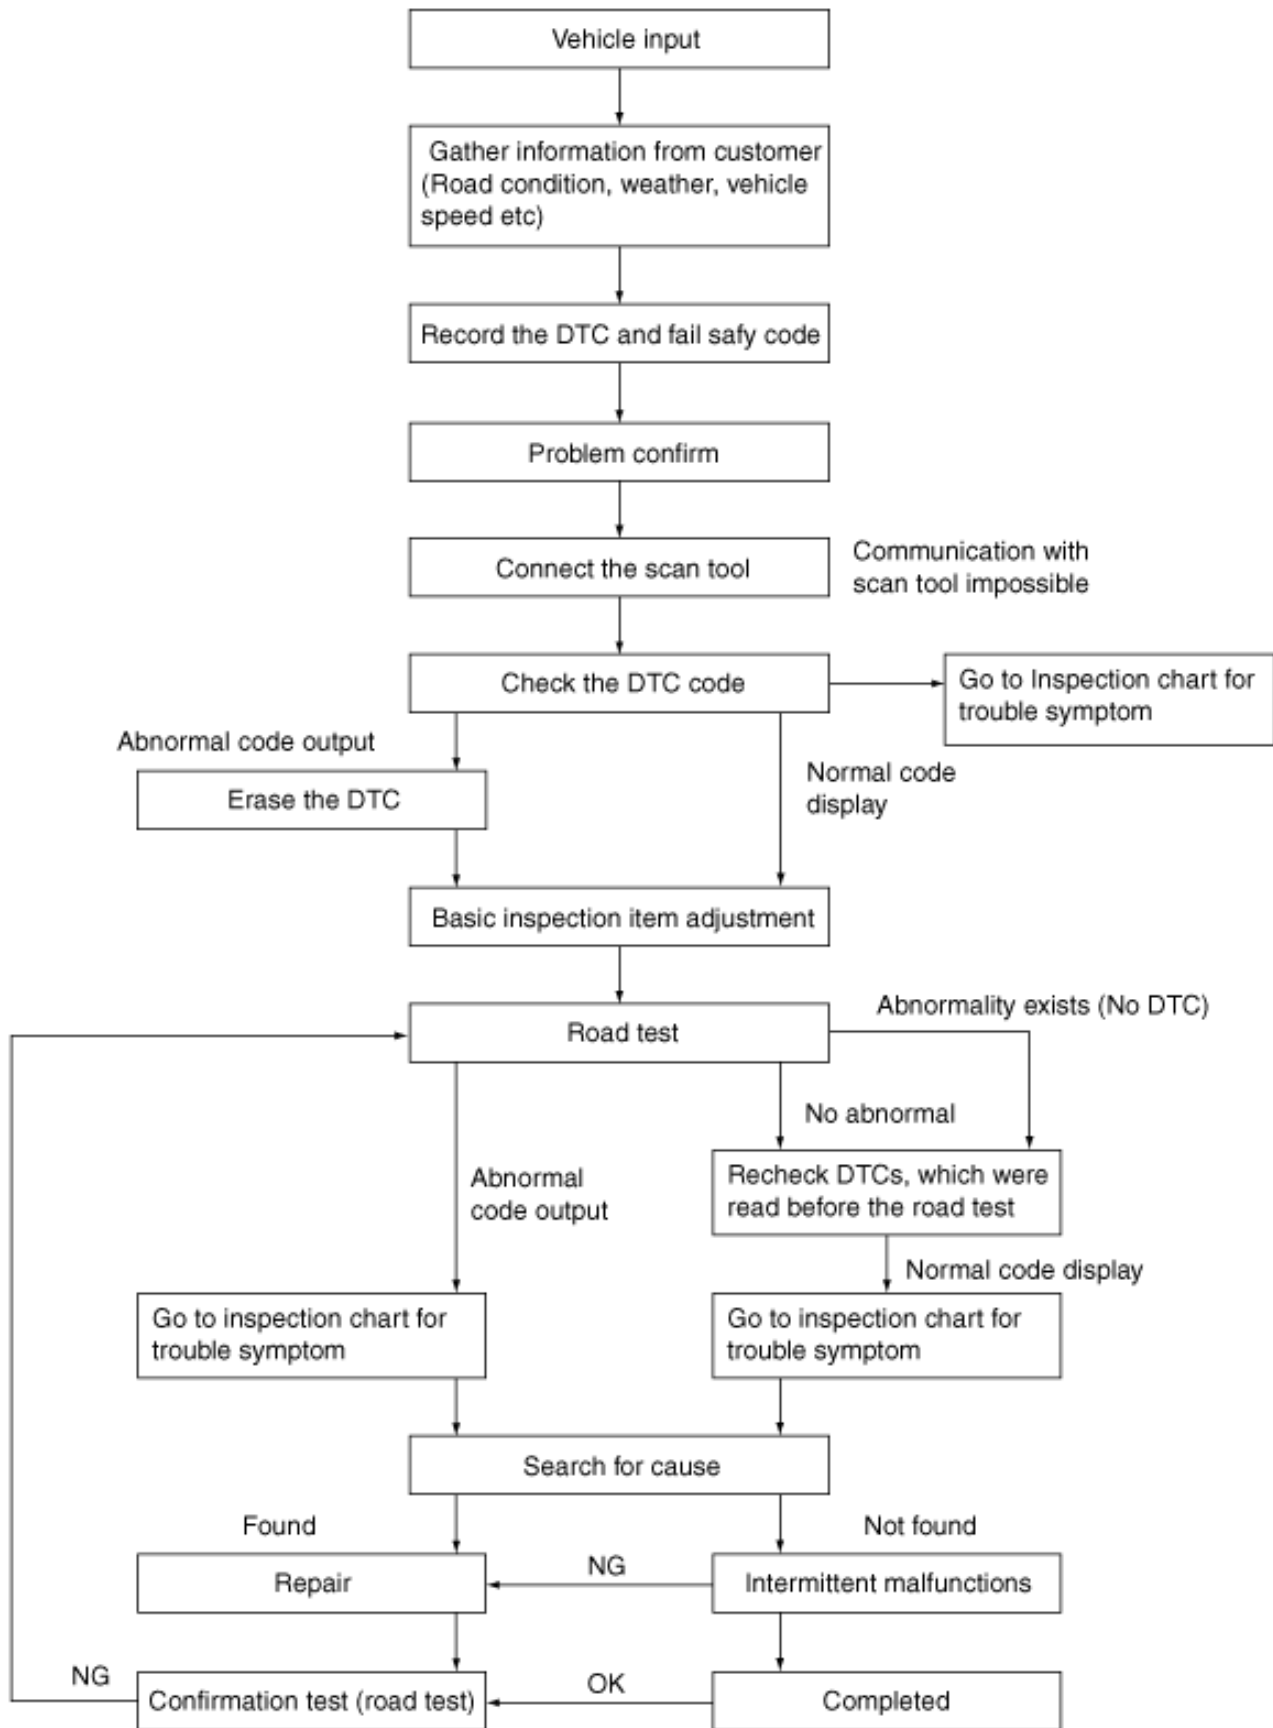 Vehicle input
Gather information from customer
(Road condition, weather, vehicle
speed etc)
Record the DTC and fail safy code
Problem confirm
Connect the scan tool
Communication with
scan tool impossible
Check the DTC code
Go to Inspection chart for
trouble symptom
Abnormal code output
Erase the DTC
Normal code
display
Basic inspection item adjustment
Road test
Abnormality exists (No DTC)
No abnormal
Abnormal
code output
Recheck DTCs, which were
read before the road test
Normal code display
Go to inspection chart for
trouble symptom
Go to inspection chart for
trouble symptom
Search for cause
Found
Not found
Repair
NG
Intermittent malfunctions
NG
Confirmation test (road test)
OK
Completed